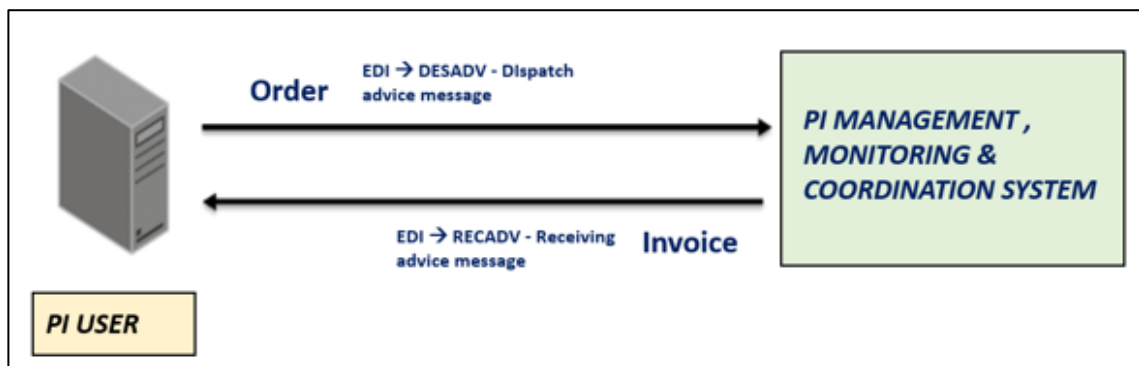 Order
EDI → DESADV - DIspatch
advice message
PI MANAGEMENT ,
MONITORING &
COORDINATION SYSTEM
EDI → RECADV - Receiving
advice message
Invoice
PI USER